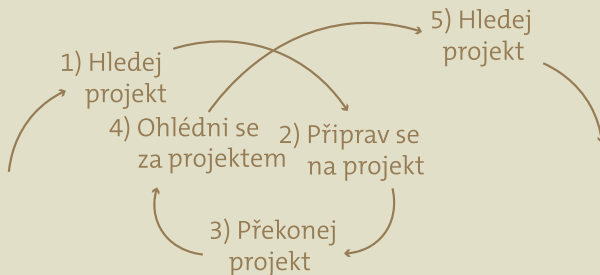 1) Hledej
projekt
2) Připrav se
na projekt
3) Překonej
projekt
4) Ohlédni se
za projektem
5) Hledej
projekt